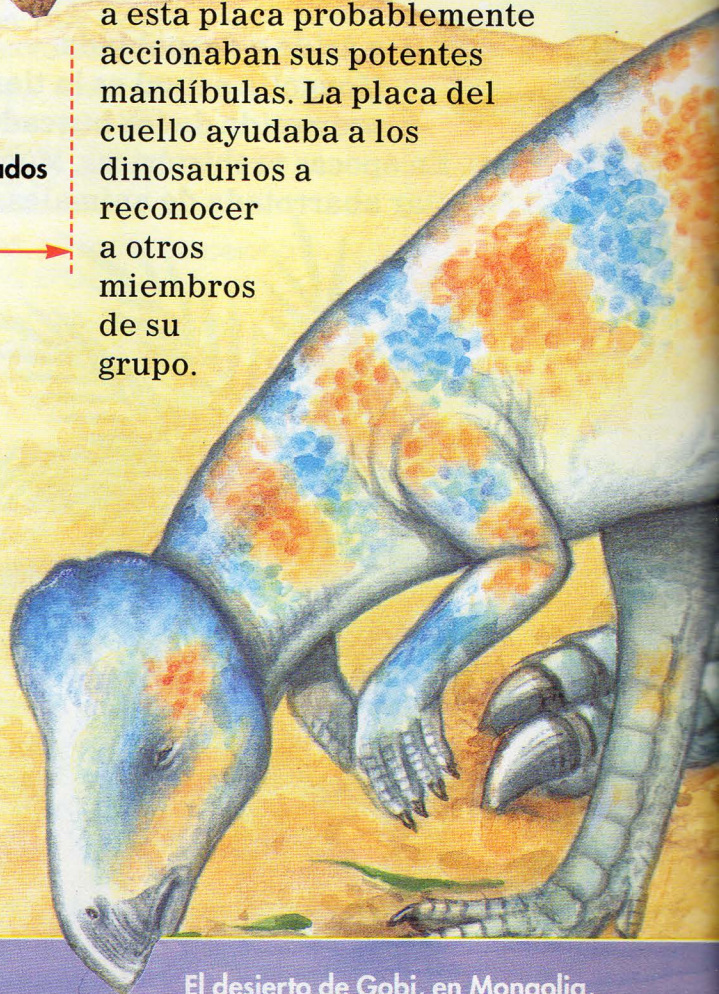 a esta placa probablemente
accionaban sus potentes
mandíbulas. La placa del
cuello ayudaba a los
dinosaurios a
reconocer
a otros
miembros
de su
grupo.
El desierto de Gobi, en Mongolia,